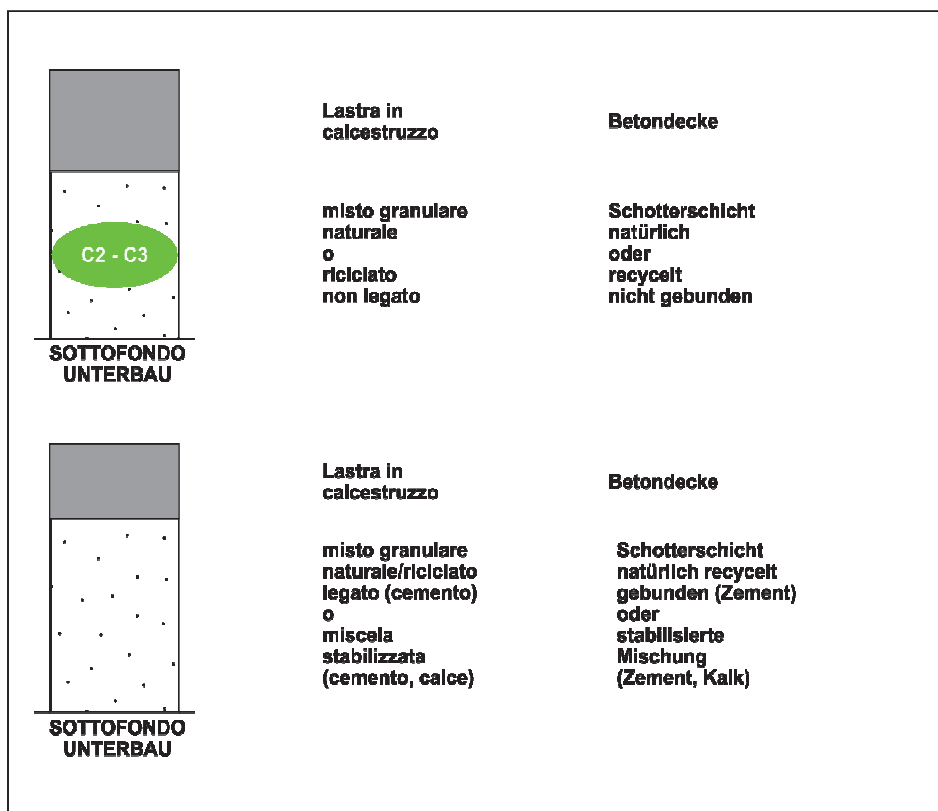 Lastra in
calcestruzzo
Betondecke
misto granulare
naturale
o
riciclato
non legato
Schotterschicht
natürlich
oder
recycelt
nicht gebunden
C2 - C3
SOTTOFONDO
UNTERBAU
Lastra in
calcestruzzo
Betondecke
misto granulare
naturale/riciclato
legato (cemento)
o
miscela
stabilizzata
(cemento, calce)
Schotterschicht
natürlich recycelt
gebunden (Zement)
oder
stabilisierte
Mischung
(Zement, Kalk)
SOTTOFONDO
UNTERBAU